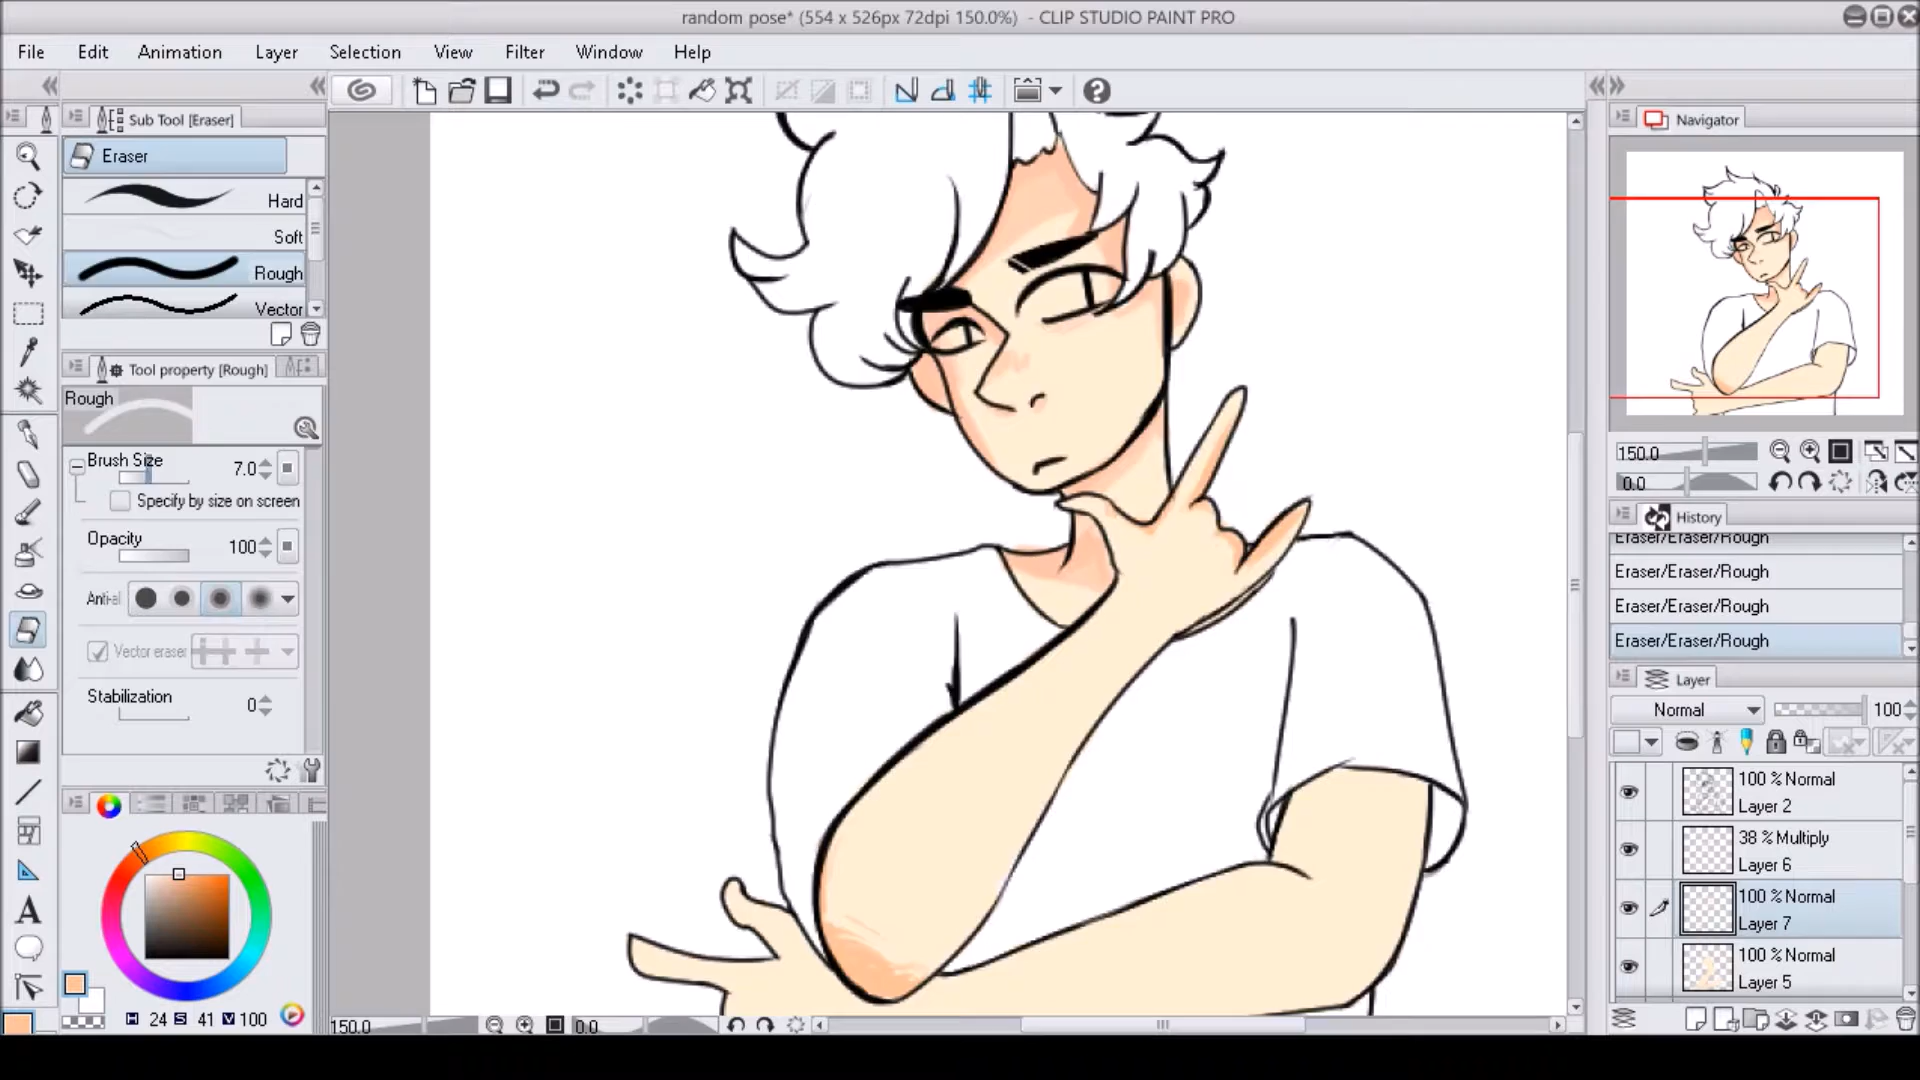 random pose* (554 x 526px 72dpi 150.0%) - CLIP STUDIO PAINT PRO
File Edit Animation Layer Selection View Filter Window Help
Sub Tool [Eraser]
Eraser
Hard
Soft
Rough
Vector
Tool property [Rough]
Rough
Brush Size 7.0
Specify by size on screen
Opacity 100
Anti-al
Vector eraser
Stabilization 0
H 24 S 41 V 100
150.0 0.0
Navigator
150.0
0.0
History
Eraser/Eraser/Rough
Eraser/Eraser/Rough
Eraser/Eraser/Rough
Eraser/Eraser/Rough
Layer
Normal 100
100 % Normal
Layer 2
38 % Multiply
Layer 6
100 % Normal
Layer 7
100 % Normal
Layer 5